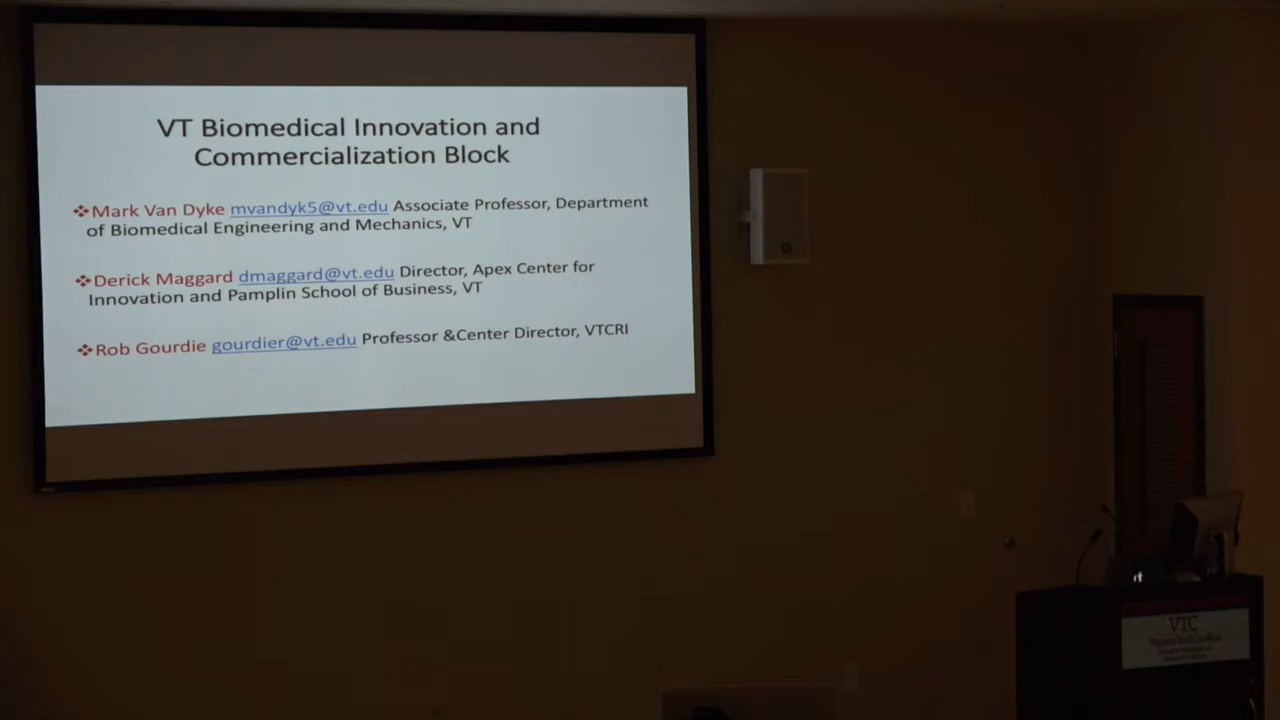 VT Biomedical Innovation and
Commercialization Block
❖Mark Van Dyke mvandyk5@vt.edu Associate Professor, Department
of Biomedical Engineering and Mechanics, VT
❖Derick Maggard dmaggard@vt.edu Director, Apex Center for
Innovation and Pamplin School of Business, VT
❖Rob Gourdie gourdier@vt.edu Professor &Center Director, VTCRI
VTC